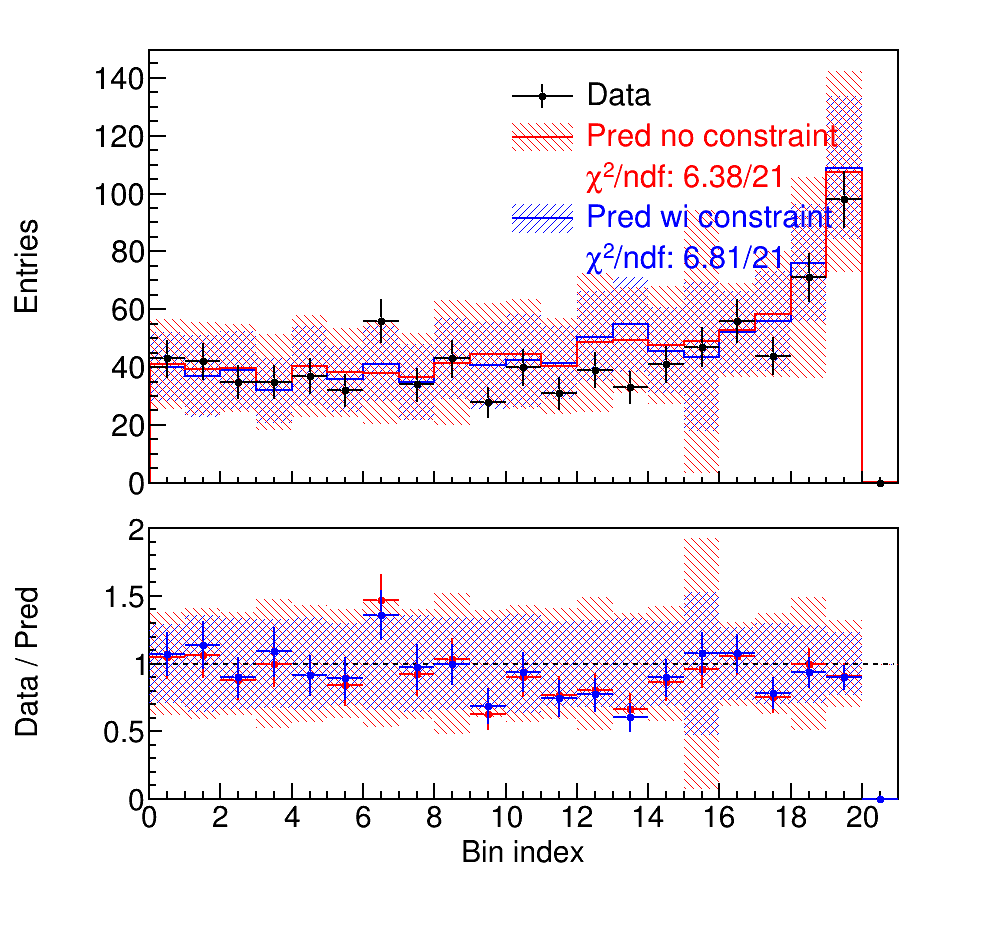 140
120
100
80
60
40
20
0
Entries
Data
Pred no constraint
χ²/ndf: 6.38/21
Pred wi constraint
χ²/ndf: 6.81/21
2
1.5
1
0.5
0
Data / Pred
0 2 4 6 8 10 12 14 16 18 20
Bin index